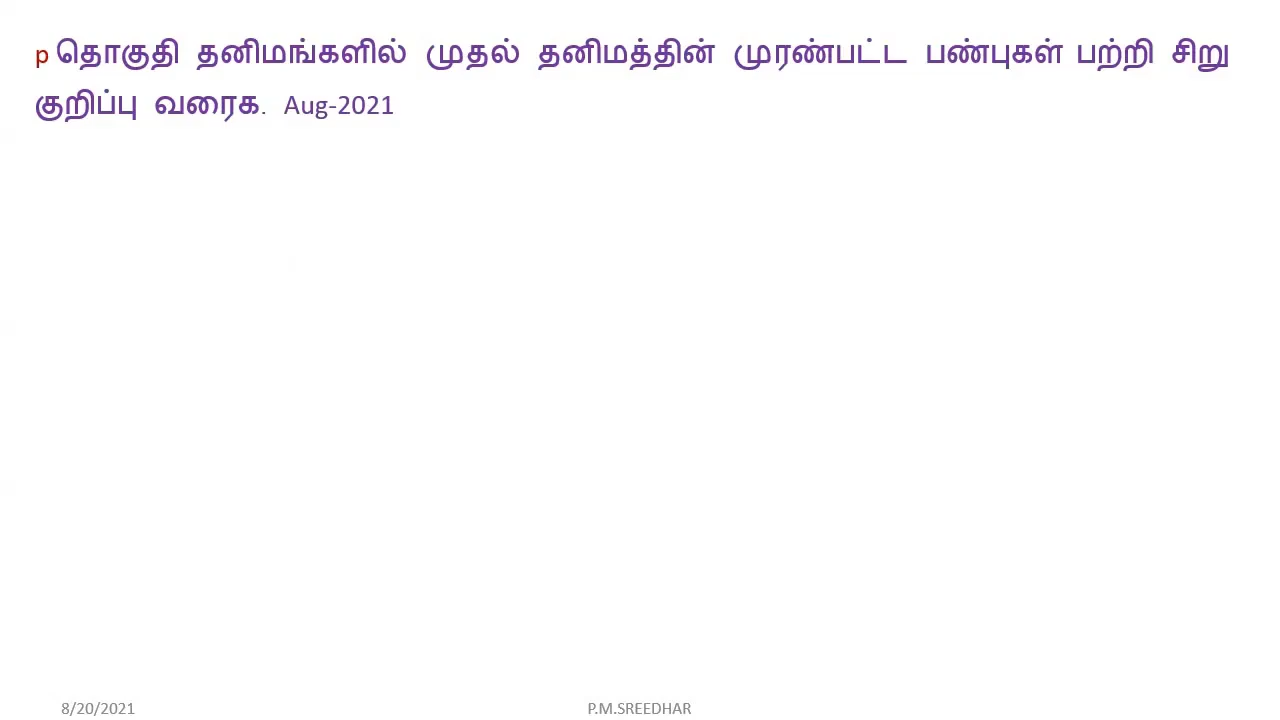 p தொகுதி தனிமங்களில் முதல் தனிமத்தின் முரண்பட்ட பண்புகள் பற்றி சிறு
குறிப்பு வரைக. Aug-2021
8/20/2021 P.M.SREEDHAR